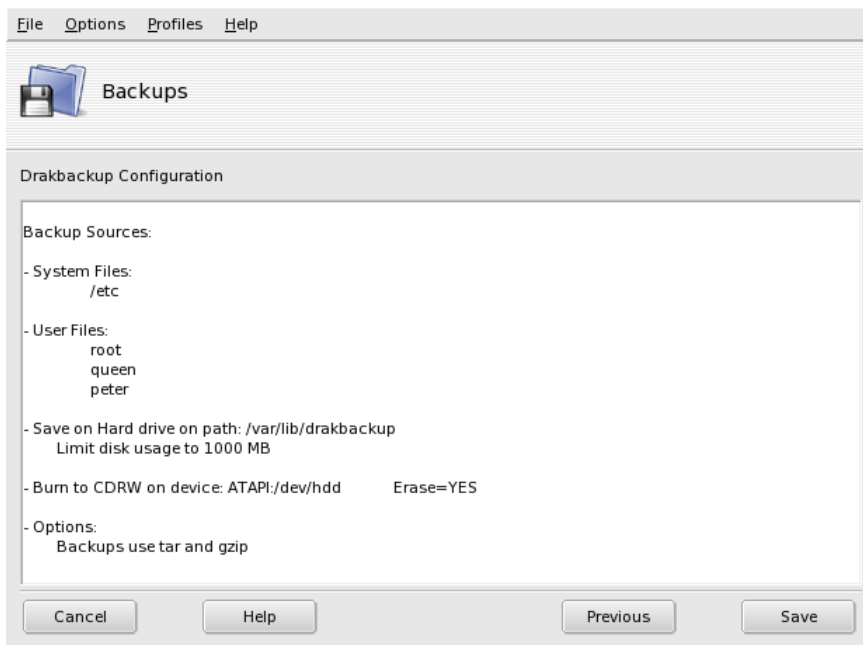 File Options Profiles Help
Backups
Drakbackup Configuration
Backup Sources:
- System Files:
/etc
- User Files:
root
queen
peter
- Save on Hard drive on path: /var/lib/drakbackup
Limit disk usage to 1000 MB
- Burn to CDRW on device: ATAPI:/dev/hdd Erase=YES
- Options:
Backups use tar and gzip
Cancel Help Previous Save